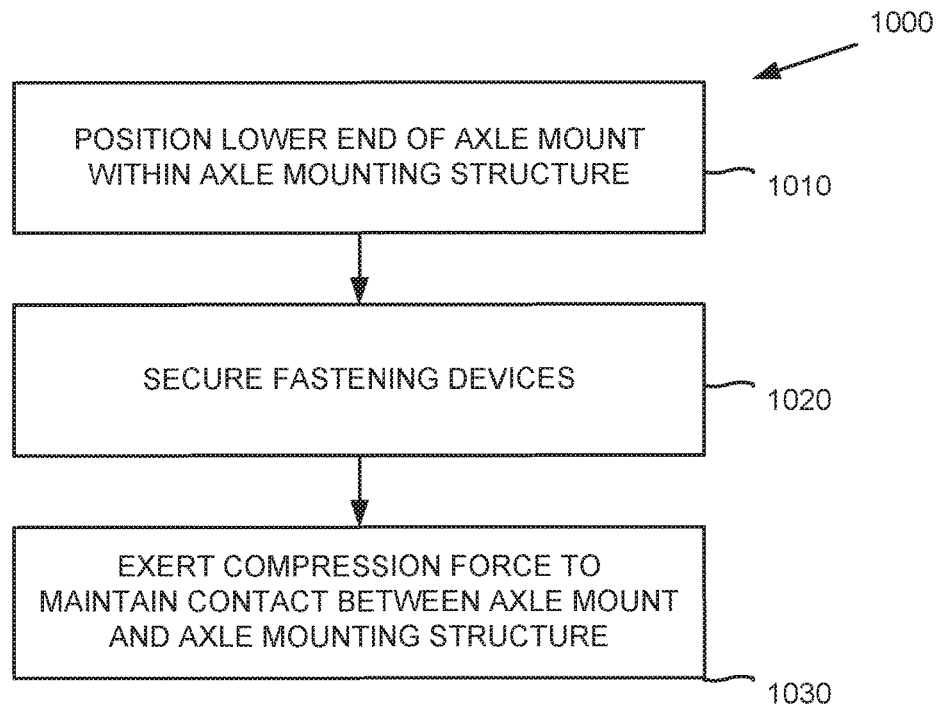 1000
POSITION LOWER END OF AXLE MOUNT
WITHIN AXLE MOUNTING STRUCTURE
1010
SECURE FASTENING DEVICES
1020
EXERT COMPRESSION FORCE TO
MAINTAIN CONTACT BETWEEN AXLE MOUNT
AND AXLE MOUNTING STRUCTURE
1030